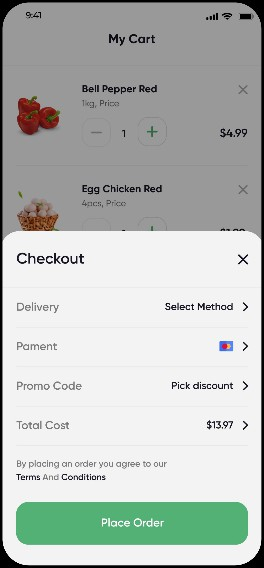 9:41
My Cart
Bell Pepper Red
1kg, Price
1
$4.99
Egg Chicken Red
4pcs, Price
Checkout
Delivery Select Method
Pament
Promo Code Pick discount
Total Cost $13.97
By placing an order you agree to our
Terms And Conditions
Place Order